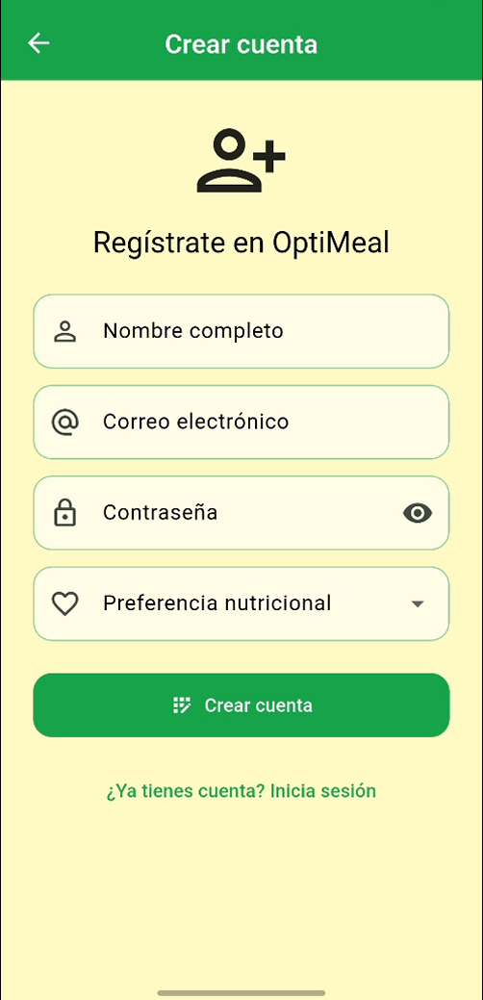 Crear cuenta
Regístrate en OptiMeal
Nombre completo
Correo electrónico
Contraseña
Preferencia nutricional
Crear cuenta
¿Ya tienes cuenta? Inicia sesión